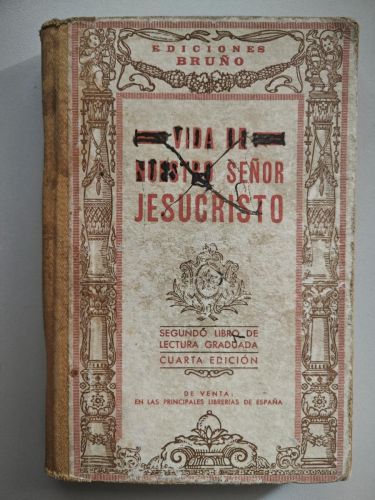 EDICIONES
BRUÑO
VIDA DE
NUESTRO SEÑOR
JESUCRISTO
SEGUNDO LIBRO DE
LECTURA GRADUADA
CUARTA EDICIÓN
DE VENTA:
EN LAS PRINCIPALES LIBRERIAS DE ESPAÑA